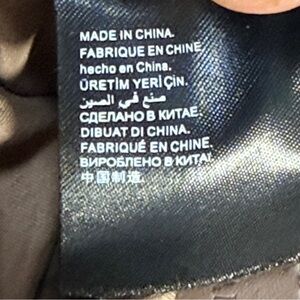 MADE IN CHINA.
FABRIQUE EN CHINE
hecho en China.
ÜRETİM YERİ ÇİN.
صنع في الصين
СДЕЛАНО В КИТАЕ.
DIBUAT DI CHINA.
FABRIQUÉ EN CHINE.
ВИРОБЛЕНО В КИТАЇ
中国制造